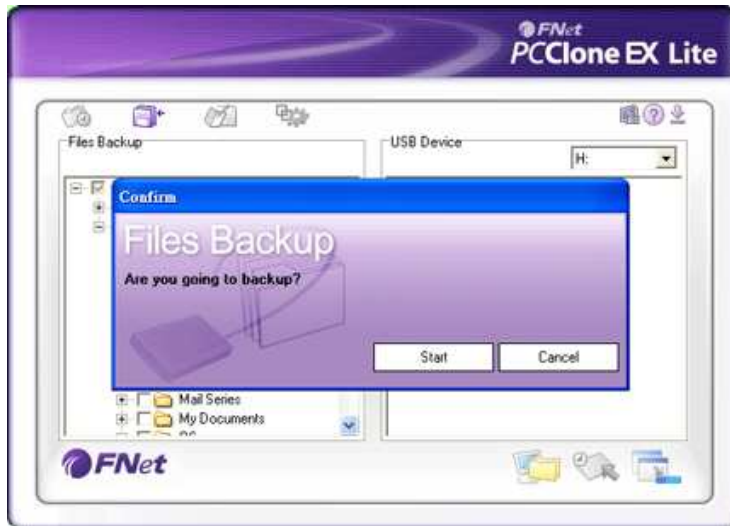 FNet
PCClone EX Lite
Files Backup
USB Device
H:
Confirm
Files Backup
Are you going to backup?
Start
Cancel
Mail Series
My Documents
FNet